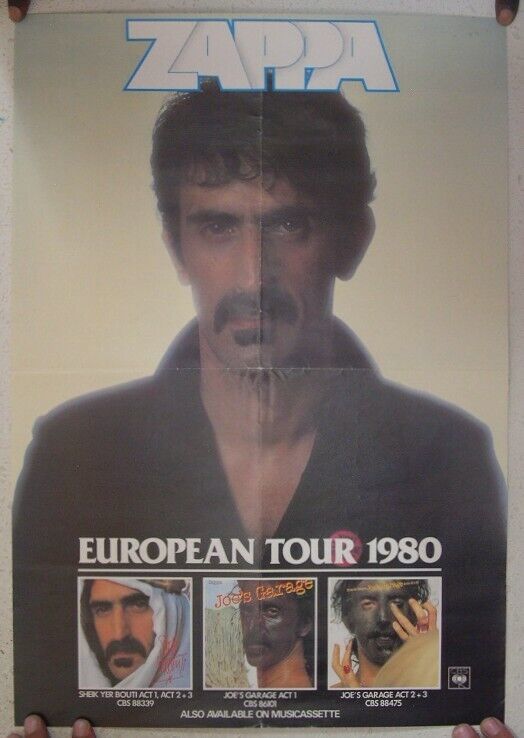 ZAPPA
EUROPEAN TOUR 1980
Joe's Garage
SHEIK YER BOUTI ACT 1, ACT 2 + 3
CBS 88339
JOE'S GARAGE ACT 1
CBS 86101
JOE'S GARAGE ACT 2 + 3
CBS 88475
CBS
ALSO AVAILABLE ON MUSICASSETTE